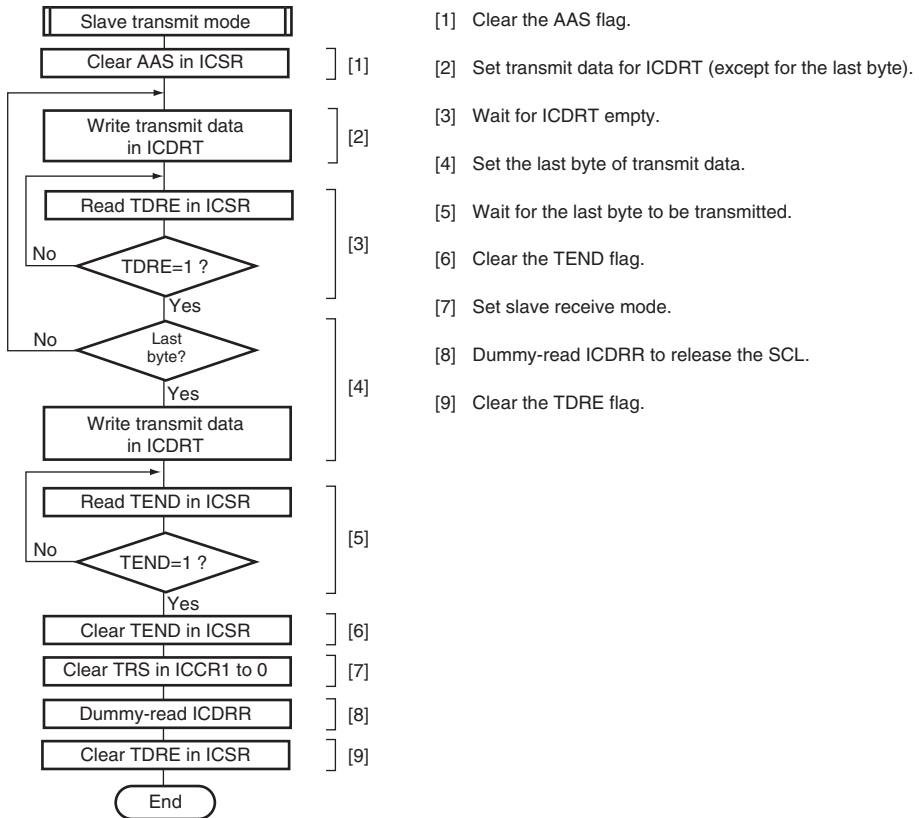 Slave transmit mode
Clear AAS in ICSR
[1]
Write transmit data
in ICDRT
[2]
Read TDRE in ICSR
No
TDRE=1 ?
[3]
Yes
No
Last
byte?
Yes
[4]
Write transmit data
in ICDRT
Read TEND in ICSR
No
TEND=1 ?
[5]
Yes
Clear TEND in ICSR
[6]
Clear TRS in ICCR1 to 0
[7]
Dummy-read ICDRR
[8]
Clear TDRE in ICSR
[9]
End
[1] Clear the AAS flag.
[2] Set transmit data for ICDRT (except for the last byte).
[3] Wait for ICDRT empty.
[4] Set the last byte of transmit data.
[5] Wait for the last byte to be transmitted.
[6] Clear the TEND flag.
[7] Set slave receive mode.
[8] Dummy-read ICDRR to release the SCL.
[9] Clear the TDRE flag.